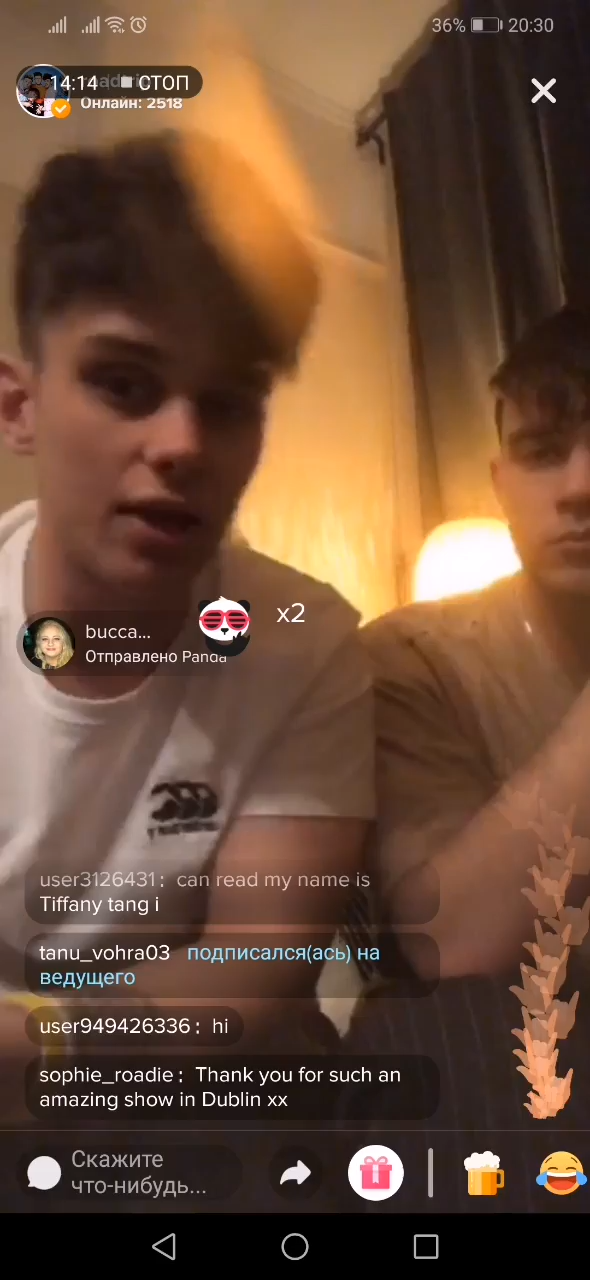 36% 20:30
14:14 СТОП
Онлайн: 2518
bucca... x2
Отправлено Panda
user3126431: can read my name is
Tiffany tang i
tanu_vohra03 подписался(ась) на
ведущего
user949426336: hi
sophie_roadie: Thank you for such an
amazing show in Dublin xx
Скажите
что-нибудь...